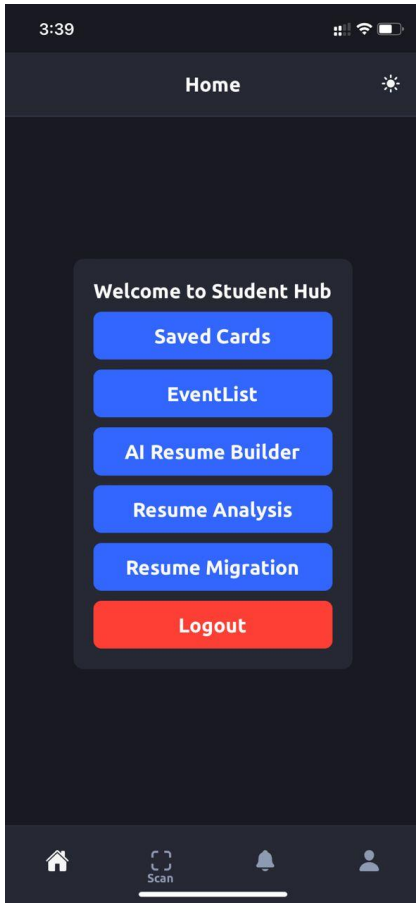 3:39
Home
Welcome to Student Hub
Saved Cards
EventList
AI Resume Builder
Resume Analysis
Resume Migration
Logout
Scan